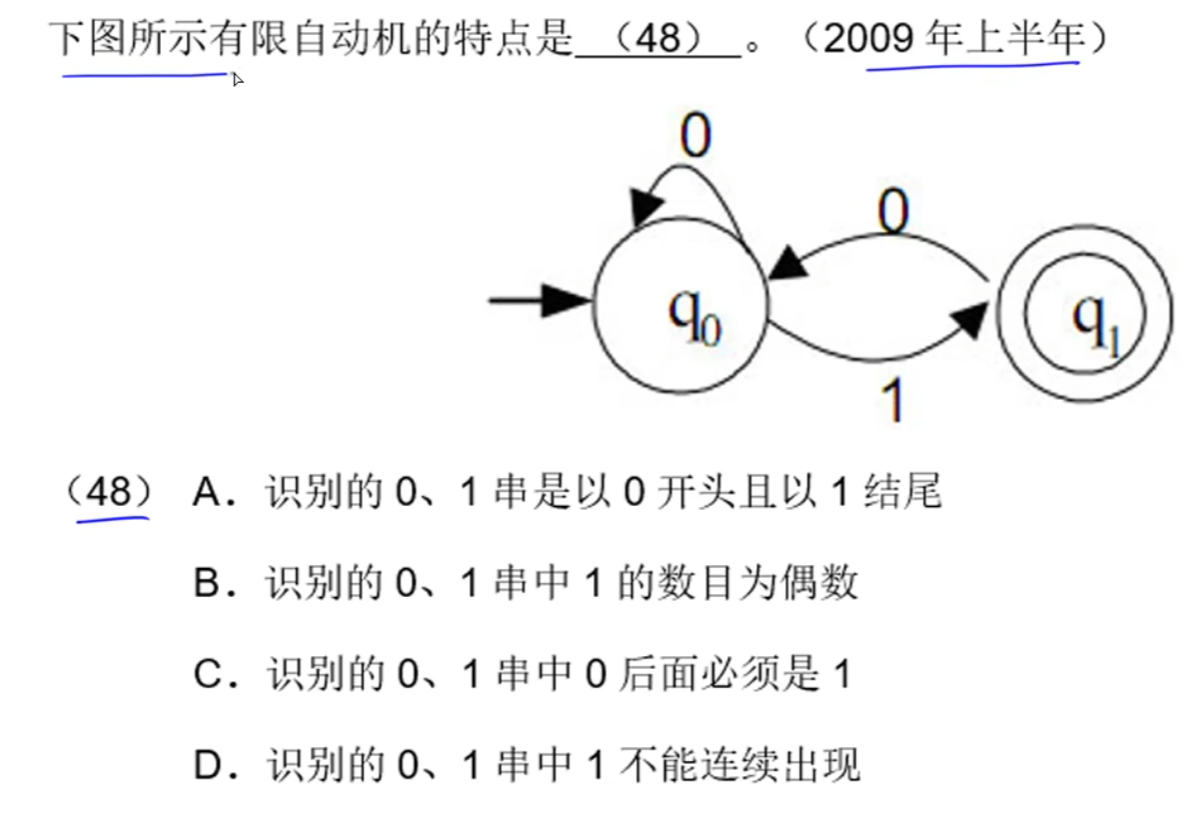 下图所示有限自动机的特点是 （48） 。（2009 年上半年）
0
0
q0
q1
1
（48） A．识别的 0、1 串是以 0 开头且以 1 结尾
B．识别的 0、1 串中 1 的数目为偶数
C．识别的 0、1 串中 0 后面必须是 1
D．识别的 0、1 串中 1 不能连续出现